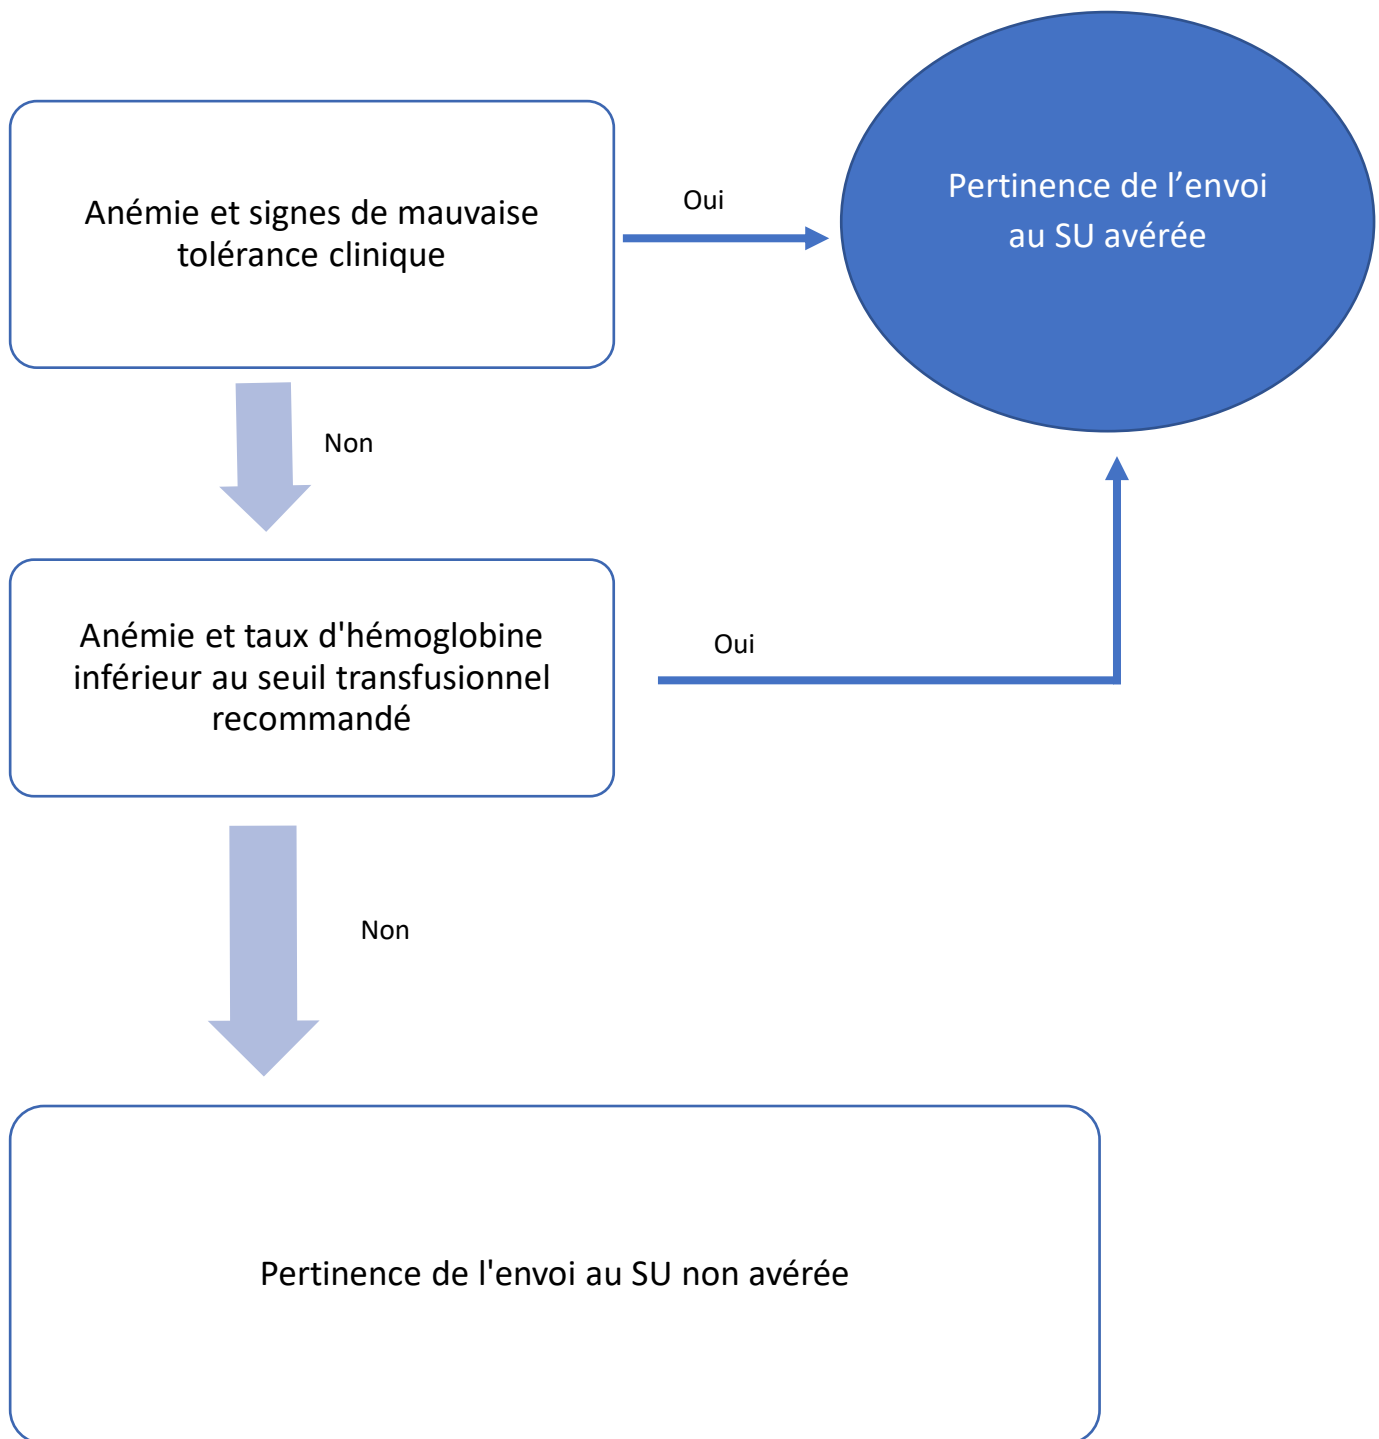 Anémie et signes de mauvaise
tolérance clinique
Oui
Pertinence de l’envoi
au SU avérée
Non
Anémie et taux d'hémoglobine
inférieur au seuil transfusionnel
recommandé
Oui
Non
Pertinence de l'envoi au SU non avérée